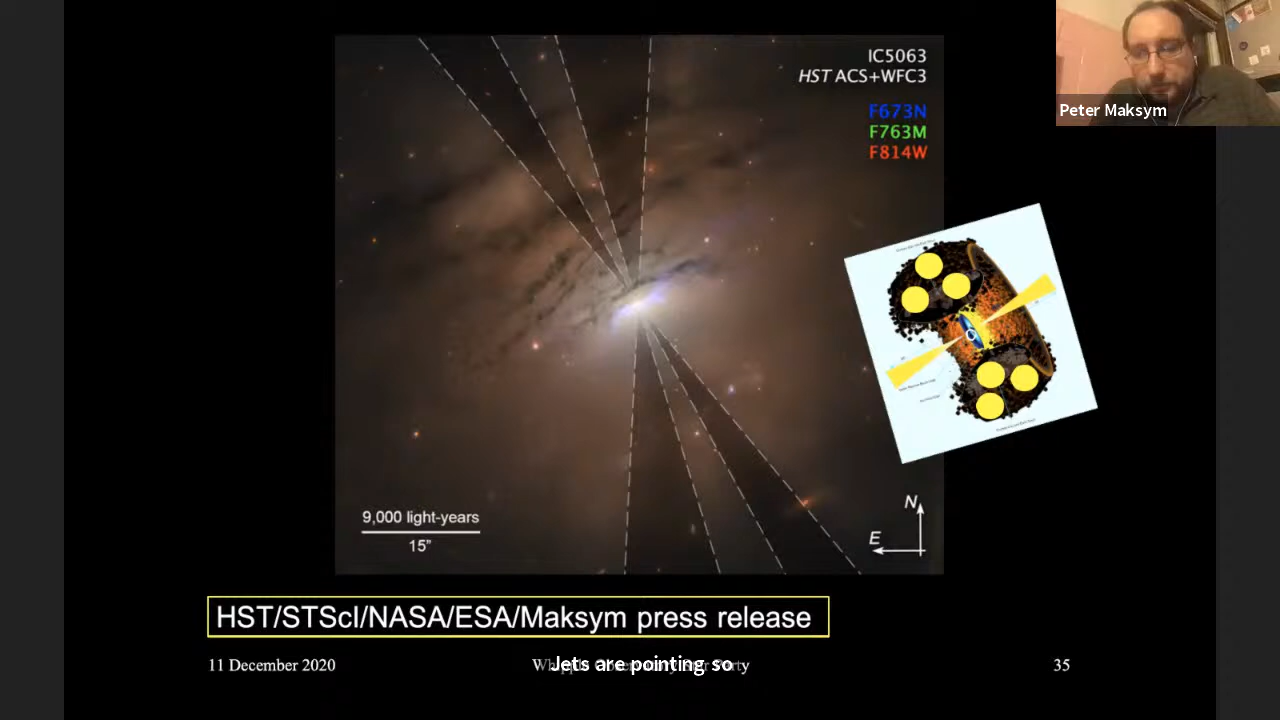 IC5063
HST ACS+WFC3
F673N
F763M
F814W
Peter Maksym
9,000 light-years
15”
N
E
HST/STScI/NASA/ESA/Maksym press release
11 December 2020
Jets are pointing so
35